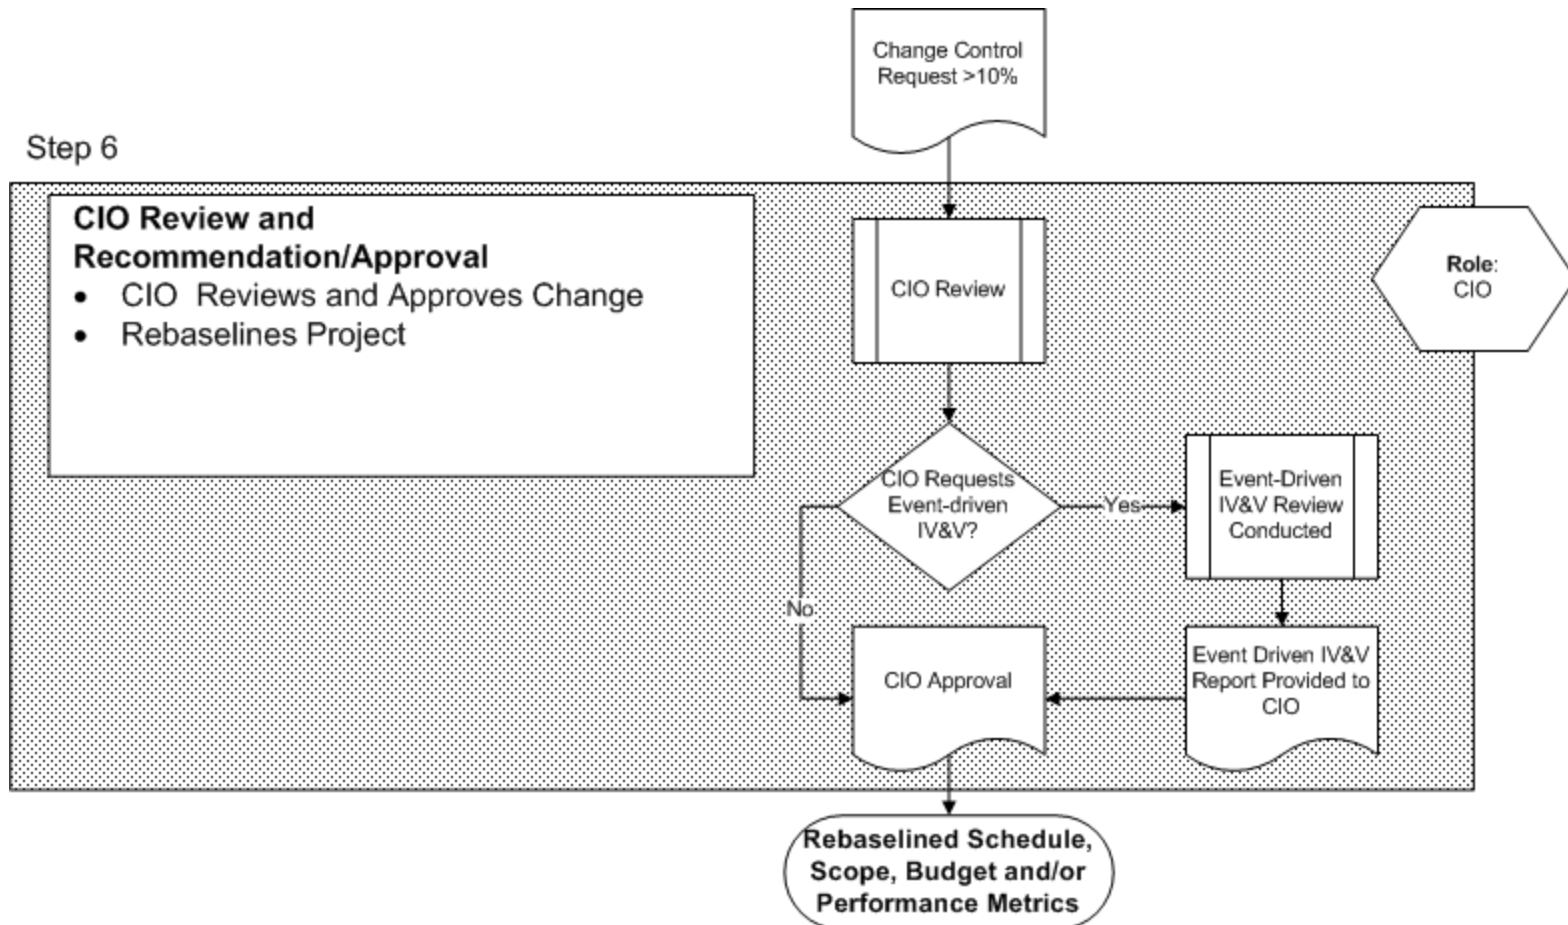 Change Control
Request >10%
Step 6
CIO Review and
Recommendation/Approval
• CIO  Reviews and Approves Change
• Rebaselines Project
CIO Review
Role:
CIO
CIO Requests
Event-driven
IV&V?
Yes
Event-Driven
IV&V Review
Conducted
No
CIO Approval
Event Driven IV&V
Report Provided to
CIO
Rebaselined Schedule,
Scope, Budget and/or
Performance Metrics